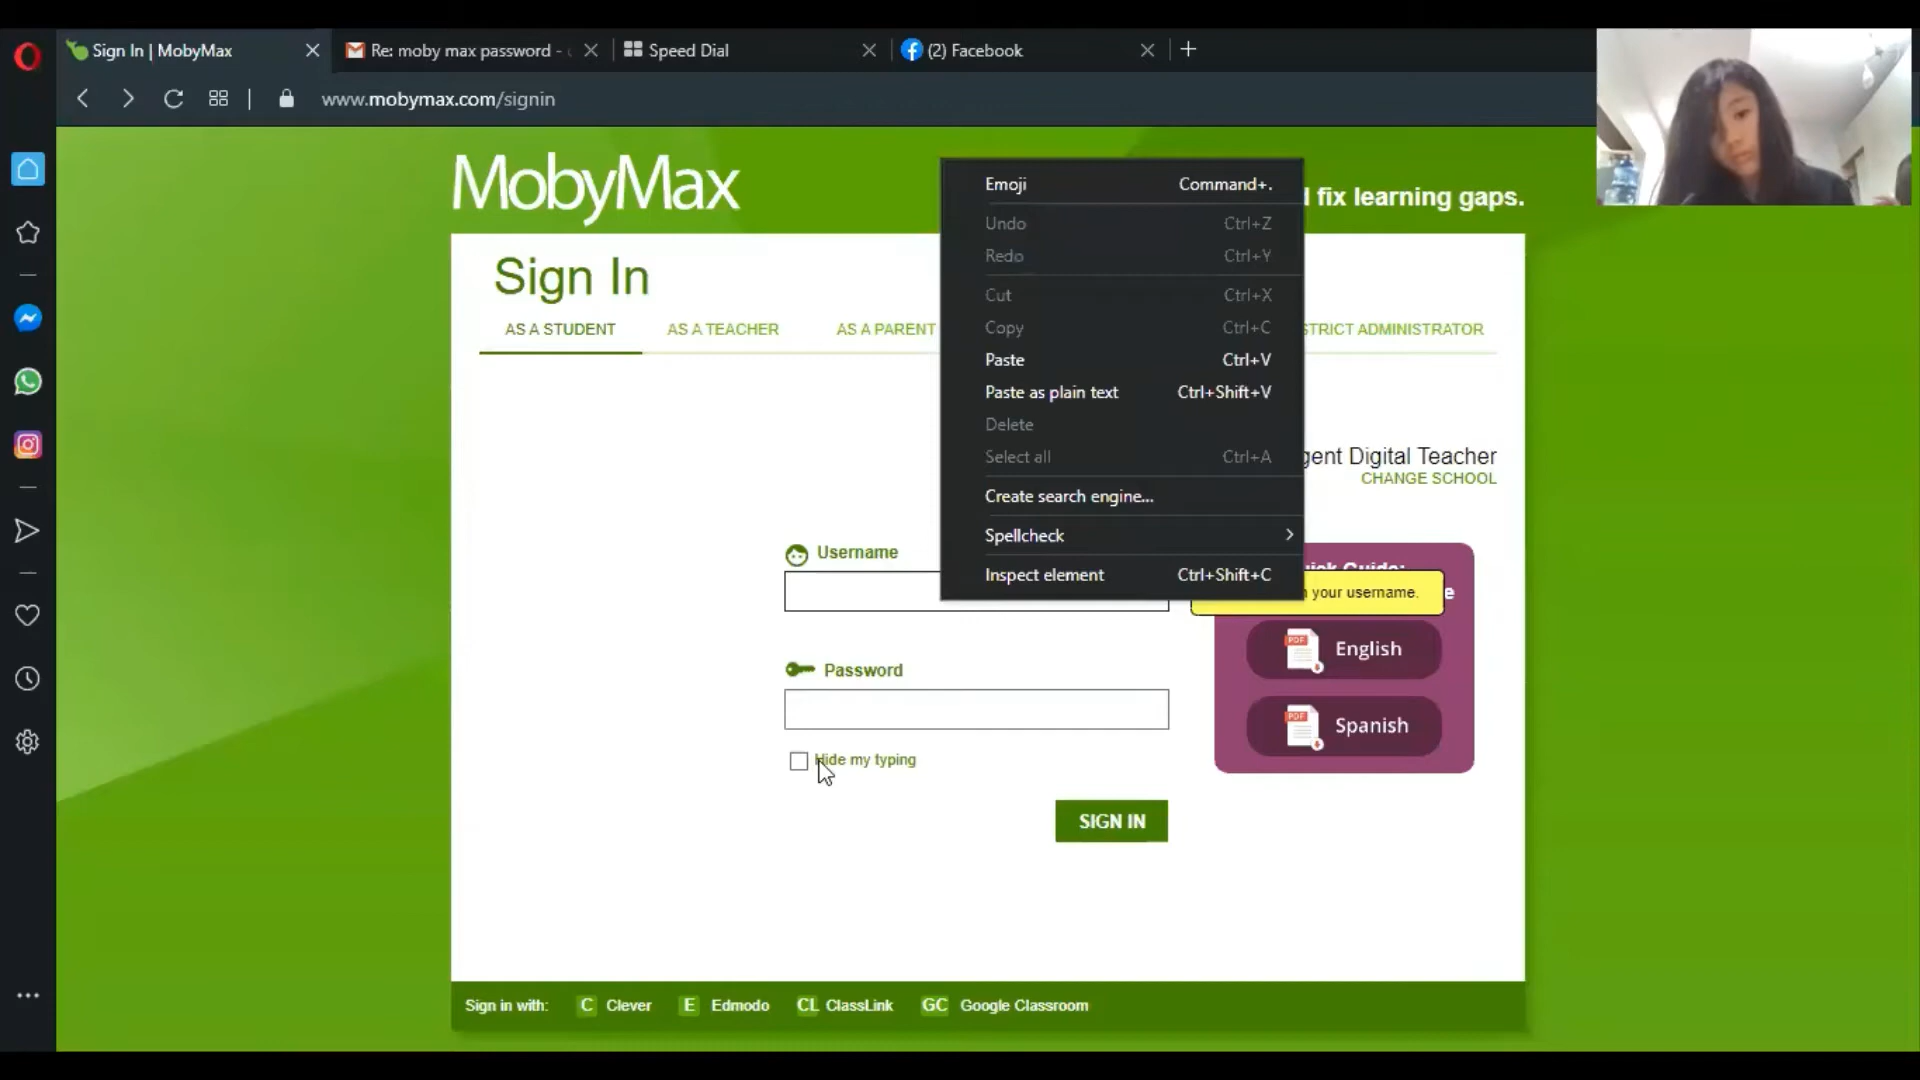 Sign In | MobyMax
Re: moby max password -
Speed Dial
(2) Facebook
www.mobymax.com/signin
MobyMax
fix learning gaps.
Sign In
AS A STUDENT
AS A TEACHER
AS A PARENT
STRICT ADMINISTRATOR
Emoji Command+.
Undo Ctrl+Z
Redo Ctrl+Y
Cut Ctrl+X
Copy Ctrl+C
Paste Ctrl+V
Paste as plain text Ctrl+Shift+V
Delete
Select all Ctrl+A
Create search engine...
Spellcheck
Inspect element Ctrl+Shift+C
gent Digital Teacher
CHANGE SCHOOL
Username
your username.
Password
Hide my typing
SIGN IN
Guide:
PDF English
PDF Spanish
Sign in with: C Clever E Edmodo CL ClassLink GC Google Classroom